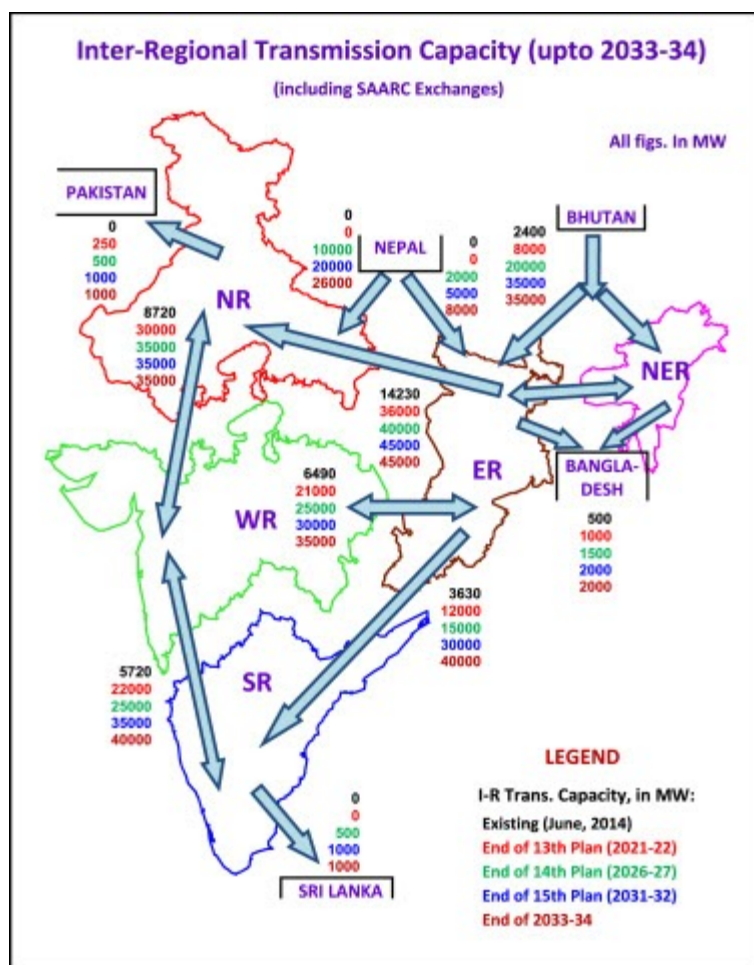 Inter-Regional Transmission Capacity (upto 2033-34)
(including SAARC Exchanges)
All figs. In MW
PAKISTAN
0
250
500
1000
1000
0
0
10000
20000
26000
NEPAL
0
0
2000
5000
8000
BHUTAN
2400
8000
20000
35000
35000
NR
8720
30000
35000
35000
35000
NER
14230
36000
40000
45000
45000
ER
BANGLA-
DESH
500
1000
1500
2000
2000
WR
6490
21000
25000
30000
35000
3630
12000
15000
30000
40000
SR
5720
22000
25000
35000
40000
0
0
500
1000
1000
SRI LANKA
LEGEND
I-R Trans. Capacity, in MW:
Existing (June, 2014)
End of 13th Plan (2021-22)
End of 14th Plan (2026-27)
End of 15th Plan (2031-32)
End of 2033-34